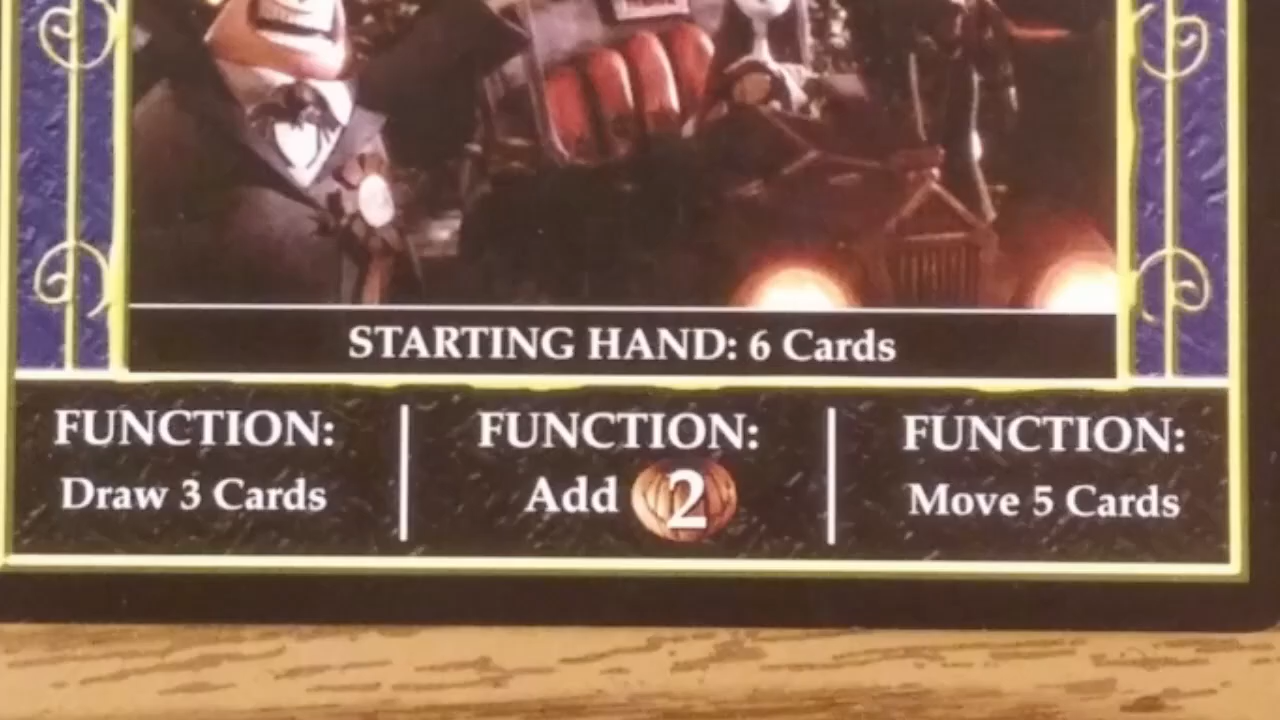 STARTING HAND: 6 Cards
FUNCTION:
Draw 3 Cards
FUNCTION:
Add 2
FUNCTION:
Move 5 Cards